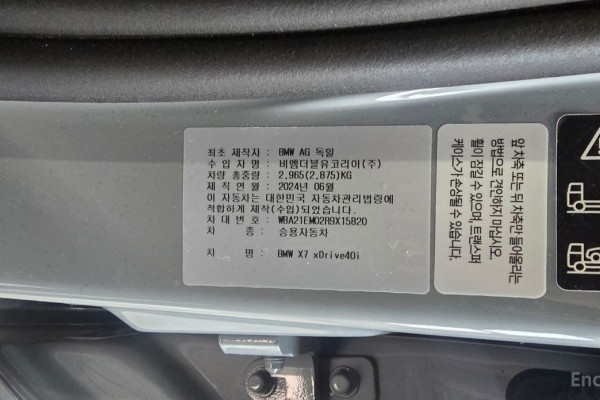 최초 제작자 : BMW AG 독일
수 입 자 : 비엠더블유코리아(주)
차량 총중량 : 2,965(2,875)KG
제 작 연 월 : 2024년 06월
이 자동차는 대한민국 자동차관리법령에
적합하게 제작(수입)되었습니다.
차 대 번 호 : WBA21EM02R9X15820
차 종 : 승용자동차
차 명 : BMW X7 xDrive40i
앞 차축 또는 뒤 차축만 들어올리는
방법으로 견인하지 마십시오
휠이 잠길 수 있으며, 트랜스퍼
케이스가 손상될 수 있습니다.
Enc